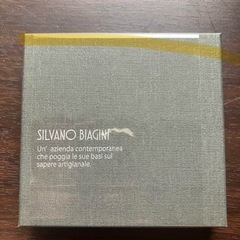 SILVANO BIAGINI
Un' azienda contemporanea
che poggia le sue basi sul
sapere artigianale.